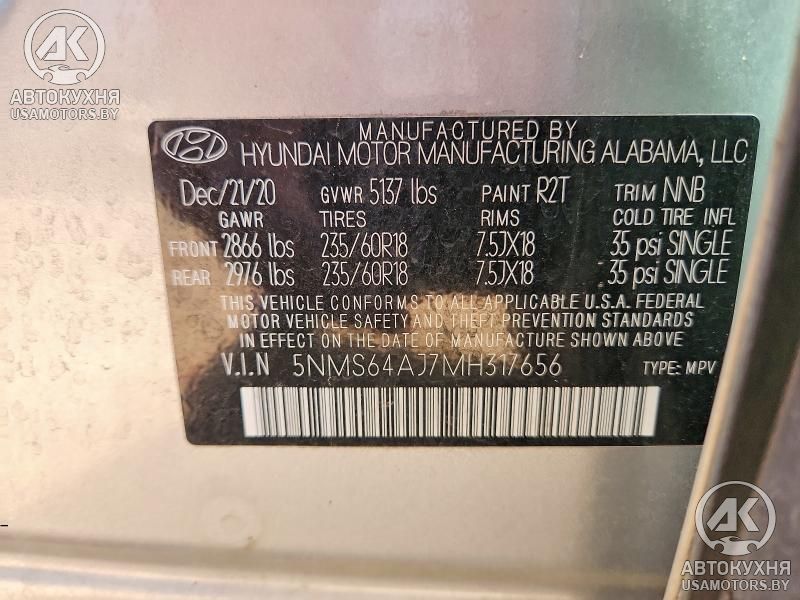 АВТОКУХНЯ
USAMOTORS.BY
MANUFACTURED BY
HYUNDAI MOTOR MANUFACTURING ALABAMA, LLC
Dec/21/20 GVWR 5137 lbs PAINT R2T TRIM NNB
GAWR TIRES RIMS COLD TIRE INFL
FRONT 2866 lbs 235/60R18 7.5JX18 35 psi SINGLE
REAR 2976 lbs 235/60R18 7.5JX18 35 psi SINGLE
THIS VEHICLE CONFORMS TO ALL APPLICABLE U.S.A. FEDERAL
MOTOR VEHICLE SAFETY AND THEFT PREVENTION STANDARDS
IN EFFECT ON THE DATE OF MANUFACTURE SHOWN ABOVE
V.I.N 5NMS64AJ7MH317656 TYPE: MPV
АК
АВТОКУХНЯ
USAMOTORS.BY